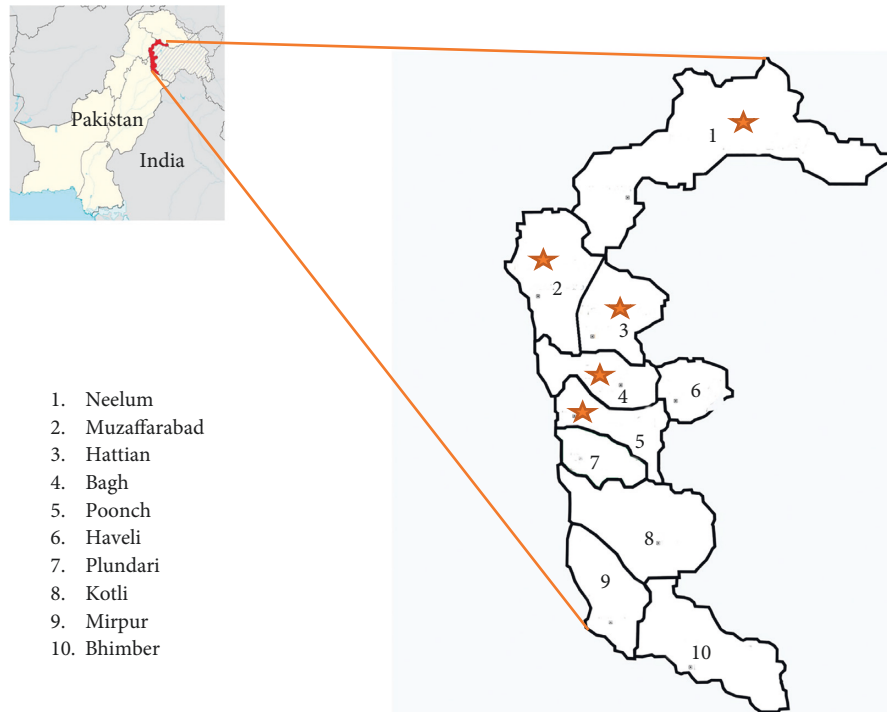 Pakistan
India
1
2
3
4
6
5
7
8
9
10
1. Neelum
2. Muzaffarabad
3. Hattian
4. Bagh
5. Poonch
6. Haveli
7. Plundari
8. Kotli
9. Mirpur
10. Bhimber